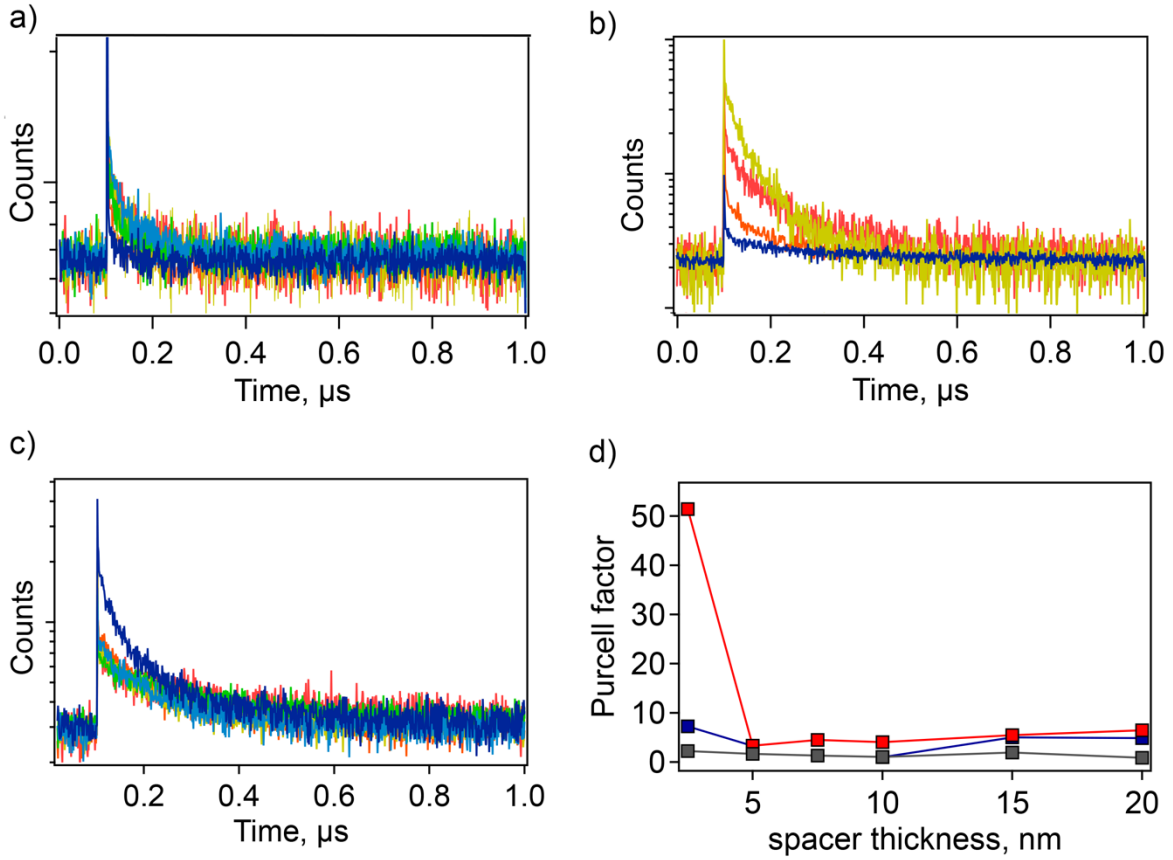 a)
Counts
0.0 0.2 0.4 0.6 0.8 1.0
Time, µs
b)
Counts
0.0 0.2 0.4 0.6 0.8 1.0
Time, µs
c)
Counts
0.2 0.4 0.6 0.8 1.0
Time, µs
d)
Purcell factor
50
40
30
20
10
0
5 10 15 20
spacer thickness, nm